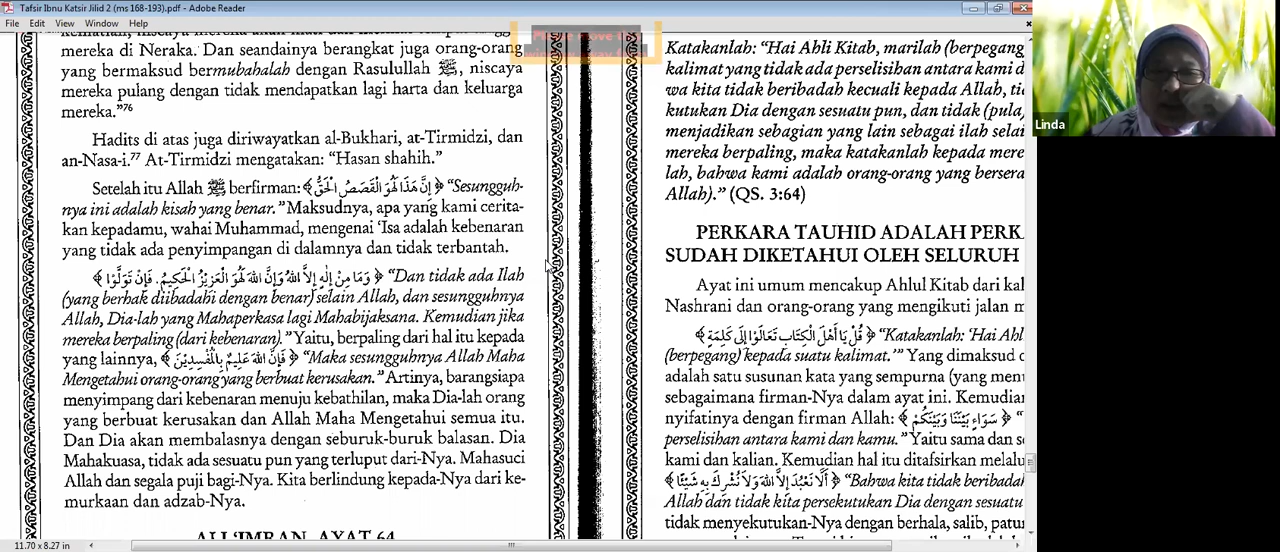 Tafsir Ibnu Katsir Jilid 2 (ms 168-193).pdf - Adobe Reader
File Edit View Window Help
mereka di Neraka. Dan seandainya berangkat juga orang-orang
yang bermaksud bermubahalah dengan Rasulullah ﷺ, niscaya
mereka pulang dengan tidak mendapatkan lagi harta dan keluarga
mereka.”76
Hadits di atas juga diriwayatkan al-Bukhari, at-Tirmidzi, dan
an-Nasa-i.77 At-Tirmidzi mengatakan: “Hasan shahih.”
Setelah itu Allah ﷻ berfirman: ﴿ إِنَّ هَذَا لَهُوَ الْقَصَصُ الْحَقُّ ﴾ “Sesungguh-
nya ini adalah kisah yang benar.” Maksudnya, apa yang kami cerita-
kan kepadamu, wahai Muhammad, mengenai ‘Isa adalah kebenaran
yang tidak ada penyimpangan di dalamnya dan tidak terbantah.
﴿ وَمَا مِنْ إِلَٰهٍ إِلَّا اللَّهُ وَإِنَّ اللَّهَ لَهُوَ الْعَزِيزُ الْحَكِيمُ. فَإِن تَوَلَّوْا ﴾ “Dan tidak ada Ilah
(yang berhak diibadahi dengan benar) selain Allah, dan sesungguhnya
Allah, Dia-lah yang Mahaperkasa lagi Mahabijaksana. Kemudian jika
mereka berpaling (dari kebenaran).” Yaitu, berpaling dari hal itu kepada
yang lainnya, ﴿ فَإِنَّ اللَّهَ عَلِيمٌ بِالْمُفْسِدِينَ ﴾ “Maka sesungguhnya Allah Maha
Mengetahui orang-orang yang berbuat kerusakan.” Artinya, barangsiapa
menyimpang dari kebenaran menuju kebathilan, maka Dia-lah orang
yang berbuat kerusakan dan Allah Maha Mengetahui semua itu.
Dan Dia akan membalasnya dengan seburuk-buruk balasan. Dia
Mahakuasa, tidak ada sesuatu pun yang terluput dari-Nya. Mahasuci
Allah dan segala puji bagi-Nya. Kita berlindung kepada-Nya dari ke-
murkaan dan adzab-Nya.
ALI ‘IMRAN, AYAT 64
Katakanlah: “Hai Ahli Kitab, marilah (berpegang
kalimat yang tidak ada perselisihan antara kami d
wa kita tidak beribadah kecuali kepada Allah, ti
kutukan Dia dengan sesuatu pun, dan tidak (pula
menjadikan sebagian yang lain sebagai ilah selai
mereka berpaling, maka katakanlah kepada mere
lah, bahwa kami adalah orang-orang yang bersera
Allah).” (QS. 3:64)
PERKARA TAUHID ADALAH PERK
SUDAH DIKETAHUI OLEH SELURUH
Ayat ini umum mencakup Ahlul Kitab dari kal
Nashrani dan orang-orang yang mengikuti jalan m
﴿ قُلْ يَا أَهْلَ الْكِتَابِ تَعَالَوْا إِلَى كَلِمَةٍ ﴾ “Katakanlah: ‘Hai Ahl
(berpegang) kepada suatu kalimat.’” Yang dimaksud
adalah satu susunan kata yang sempurna (yang men
sebagaimana firman-Nya dalam ayat ini. Kemudian
nyifatinya dengan firman Allah: ﴿ سَوَاءٍ بَيْنَنَا وَبَيْنَكُمْ ﴾ “
perselisihan antara kami dan kamu.” Yaitu sama dan s
kami dan kalian. Kemudian hal itu ditafsirkan melalu
﴿ أَلَّا نَعْبُدَ إِلَّا اللَّهَ وَلَا نُشْرِكَ بِهِ شَيْئًا ﴾ “Bahwa kita tidak beribadah
Allah dan tidak kita persekutukan Dia dengan sesuatu
tidak menyekutukan-Nya dengan berhala, salib, patun
11.70 x 8.27 in
Linda